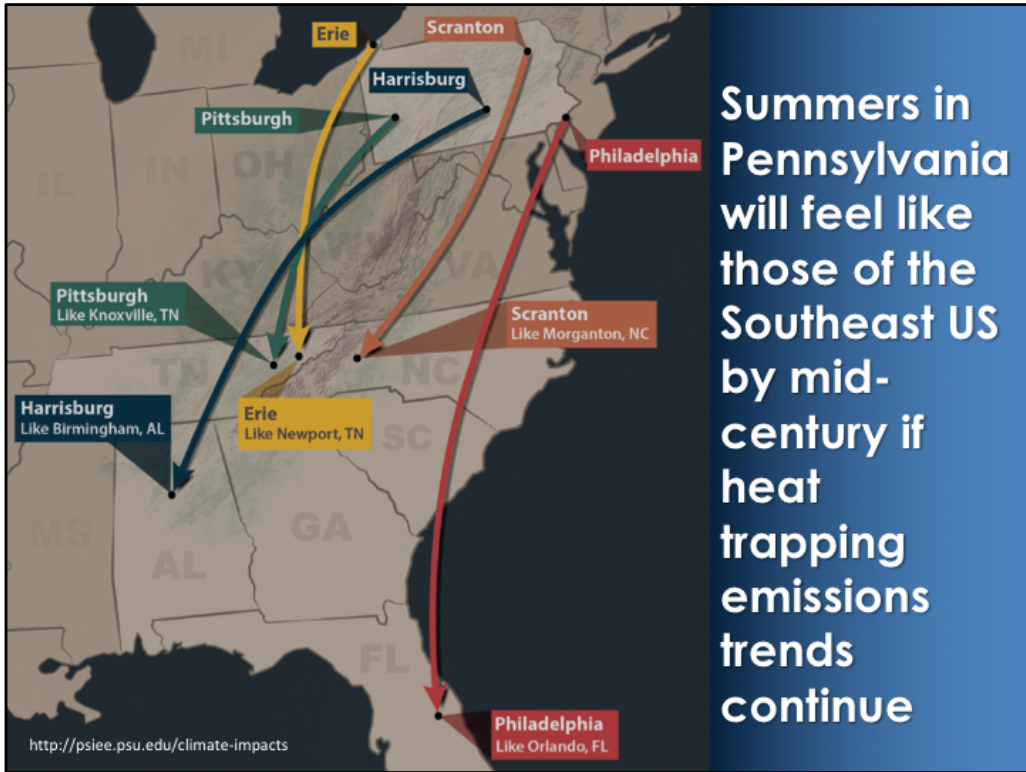 Erie
Scranton
Harrisburg
Pittsburgh
Philadelphia
MI
IL
IN
OH
WV
KY
VA
Pittsburgh
Like Knoxville, TN
Scranton
Like Morganton, NC
TN
NC
Harrisburg
Like Birmingham, AL
Erie
Like Newport, TN
SC
MS
AL
GA
FL
Philadelphia
Like Orlando, FL
http://psiee.psu.edu/climate-impacts
Summers in
Pennsylvania
will feel like
those of the
Southeast US
by mid-
century if
heat
trapping
emissions
trends
continue